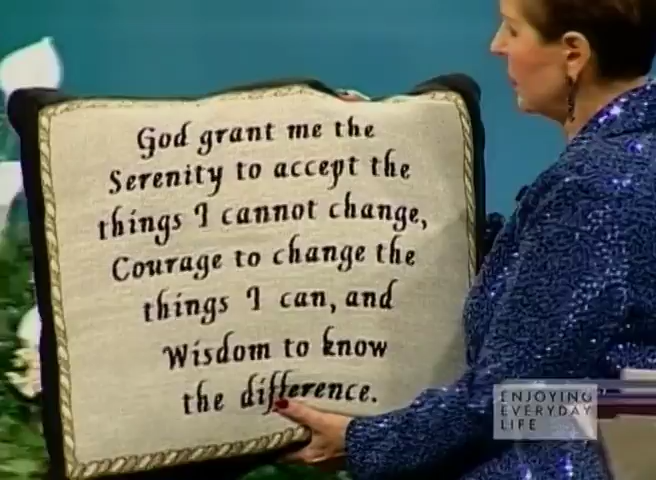 God grant me the
Serenity to accept the
things I cannot change,
Courage to change the
things I can, and
Wisdom to know
the difference.
ENJOYING
EVERYDAY
LIFE